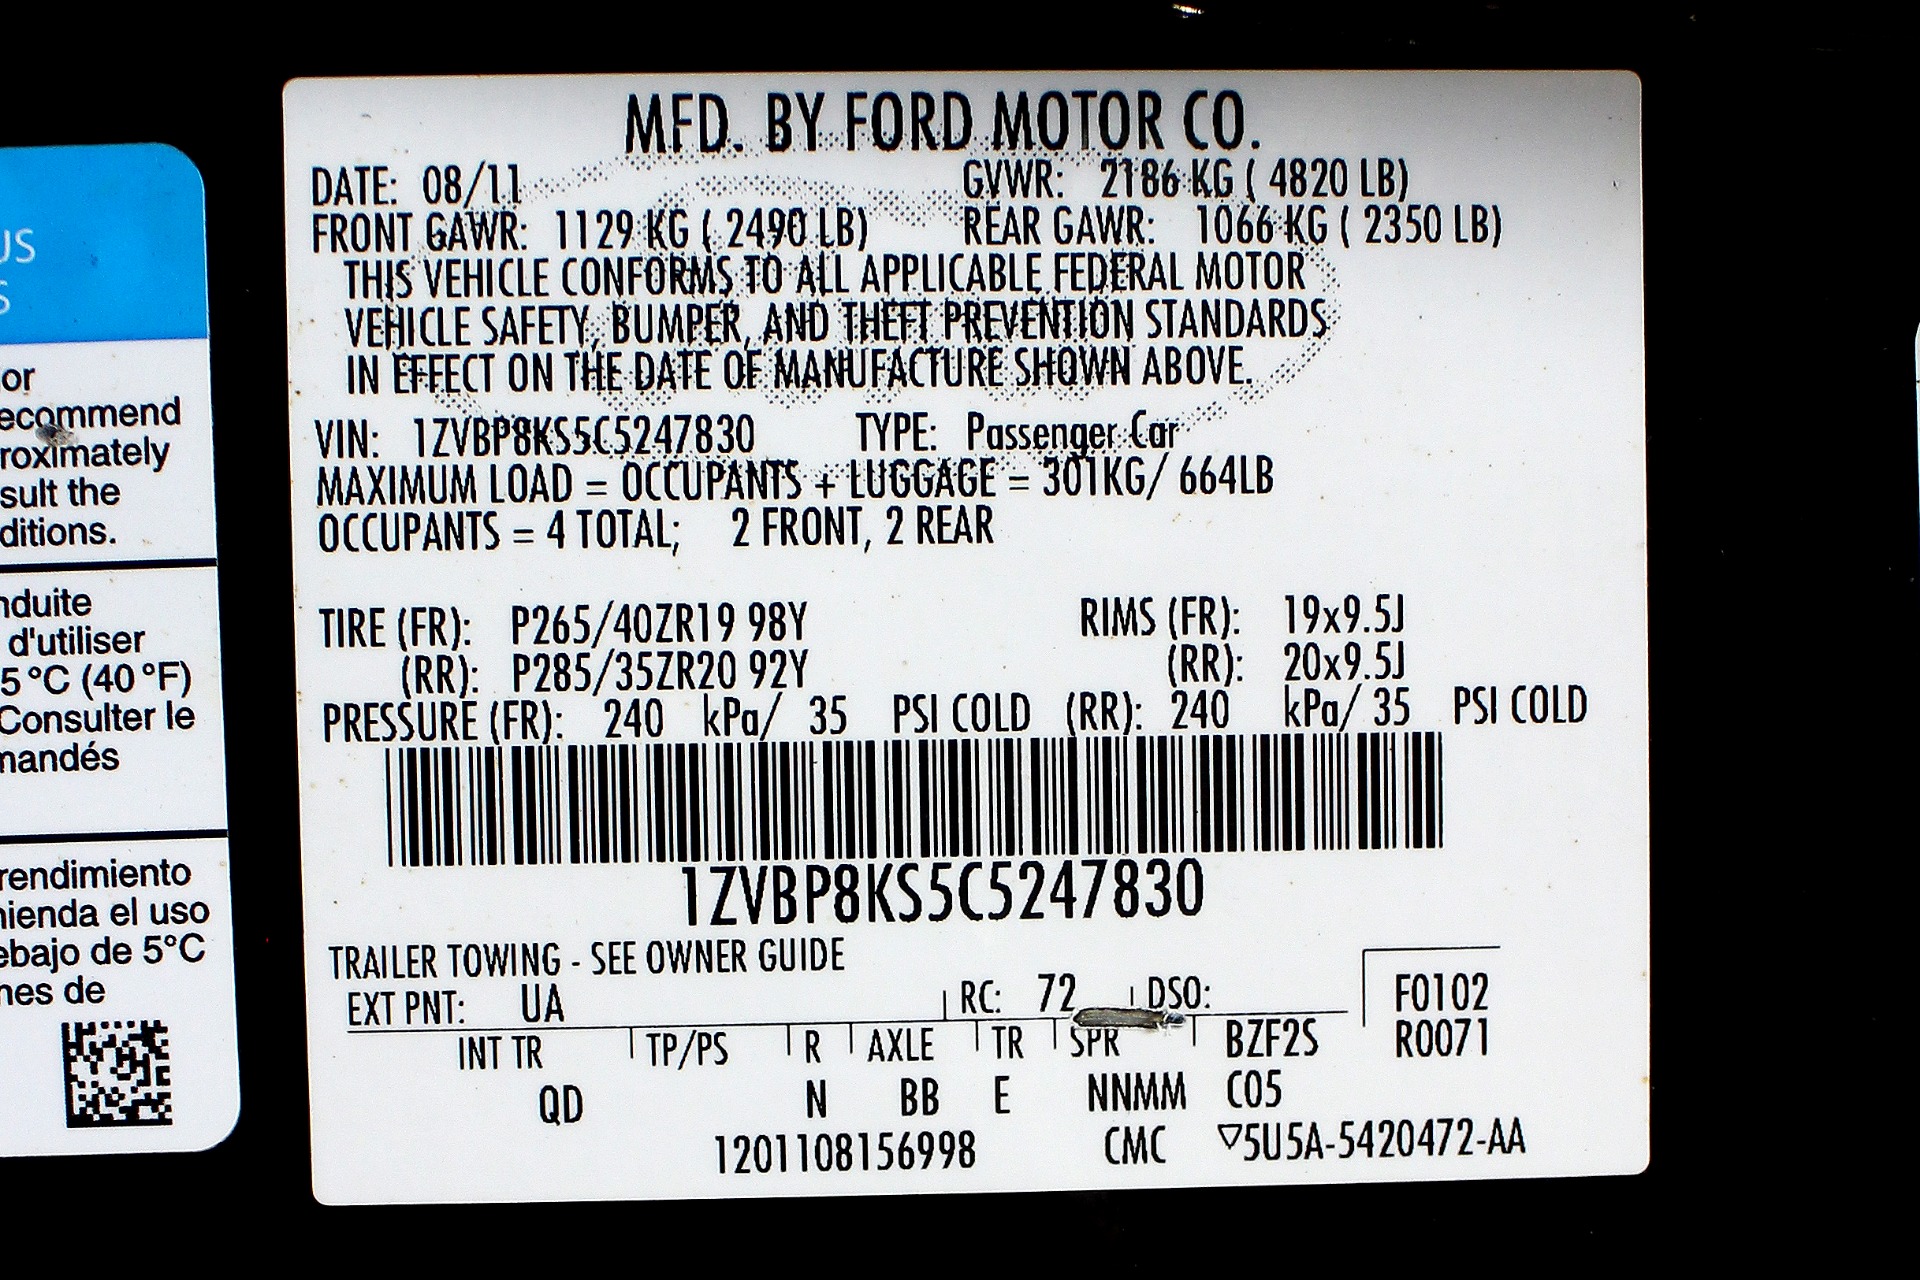 MFD. BY FORD MOTOR CO.
DATE: 08/11 GVWR: 2186 KG ( 4820 LB)
FRONT GAWR: 1129 KG ( 2490 LB) REAR GAWR: 1066 KG ( 2350 LB)
THIS VEHICLE CONFORMS TO ALL APPLICABLE FEDERAL MOTOR
VEHICLE SAFETY, BUMPER, AND THEFT PREVENTION STANDARDS
IN EFFECT ON THE DATE OF MANUFACTURE SHOWN ABOVE.
VIN: 1ZVBP8KS5C5247830 TYPE: Passenger Car
MAXIMUM LOAD = OCCUPANTS + LUGGAGE = 301KG/ 664LB
OCCUPANTS = 4 TOTAL; 2 FRONT, 2 REAR
TIRE (FR): P265/40ZR19 98Y RIMS (FR): 19x9.5J
(RR): P285/35ZR20 92Y (RR): 20x9.5J
PRESSURE (FR): 240 kPa/ 35 PSI COLD (RR): 240 kPa/ 35 PSI COLD
1ZVBP8KS5C5247830
TRAILER TOWING - SEE OWNER GUIDE
EXT PNT: UA RC: 72 DSO: F0102
INT TR TP/PS R AXLE TR SPR BZF2S R0071
QD N BB E NNMM C05
1201108156998 CMC ▽5U5A-5420472-AA
US
S
or
ecommend
roximately
sult the
ditions.
nduite
d'utiliser
5°C (40°F)
Consulter le
mandés
rendimiento
ienda el uso
ebajo de 5°C
nes de